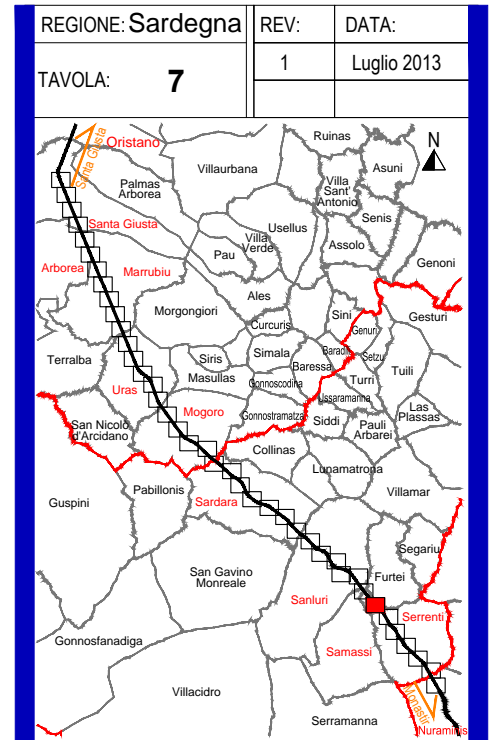 REGIONE: Sardegna REV: DATA:
TAVOLA: 7 1 Luglio 2013
Oristano
Santa Giusta
Ruinas
N
Villaurbana
Asuni
Palmas
Arborea
Villa
Sant'
Antonio
Senis
Santa Giusta
Usellus
Villa
Verde
Assolo
Pau
Genoni
Arborea
Marrubiu
Ales
Morgongiori
Sini
Gesturi
Curcuris
Genuri
Terralba
Siris
Simala
Baradili
Setzu
Masullas
Baressa
Tuili
Uras
Gonnoscodina
Turri
Mogoro
Ussaramanna
Gonnostramatza
Siddi
Las
Plassas
San Nicolò
d'Arcidano
Pauli
Arbarei
Collinas
Lunamatrona
Guspini
Pabillonis
Sardara
Villamar
Segariu
San Gavino
Monreale
Furtei
Sanluri
Serrenti
Gonnosfanadiga
Samassi
Villacidro
Monastir
Serramanna
Nuraminis